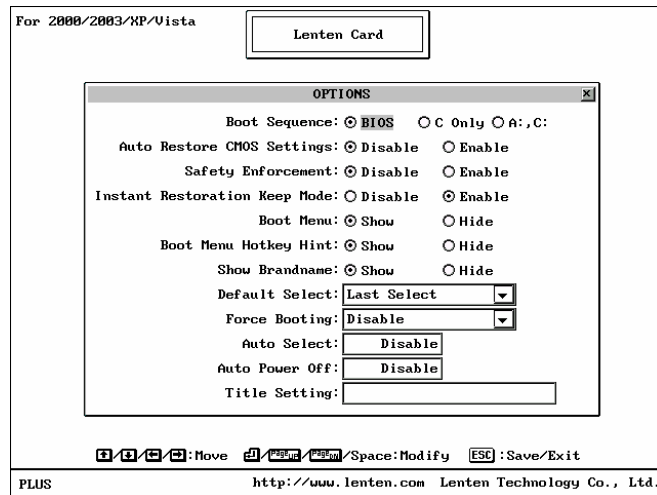 For 2000/2003/XP/Vista
Lenten Card
OPTIONS
Boot Sequence: BIOS C Only A:,C:
Auto Restore CMOS Settings: Disable Enable
Safety Enforcement: Disable Enable
Instant Restoration Keep Mode: Disable Enable
Boot Menu: Show Hide
Boot Menu Hotkey Hint: Show Hide
Show Brandname: Show Hide
Default Select: Last Select
Force Booting: Disable
Auto Select: Disable
Auto Power Off: Disable
Title Setting:
↑/↓/←/→:Move ↵/PageUp/PageDN/Space:Modify ESC:Save/Exit
PLUS http://www.lenten.com Lenten Technology Co., Ltd.